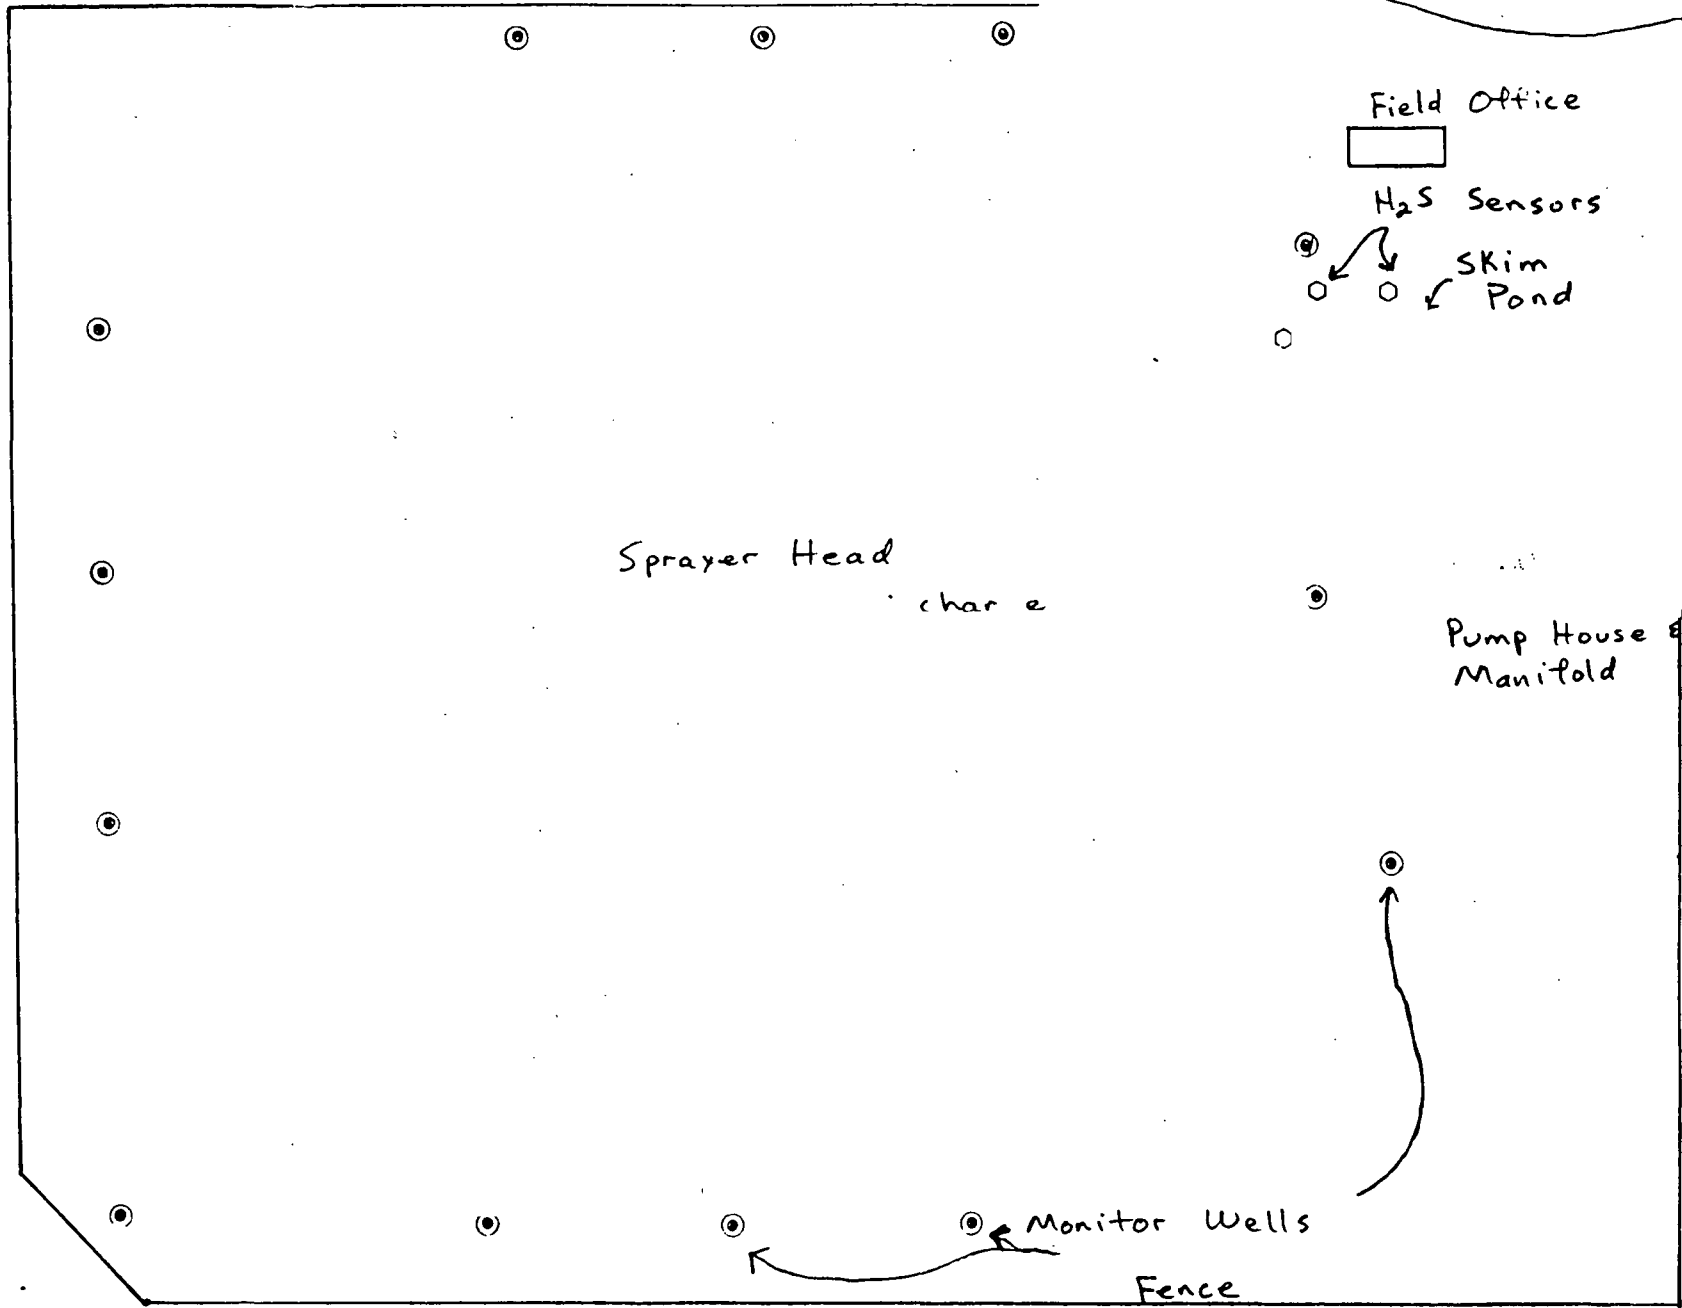 Field Office
H₂S Sensors
Skim
Pond
Sprayer Head
char e
Pump House &
Manifold
Monitor Wells
Fence